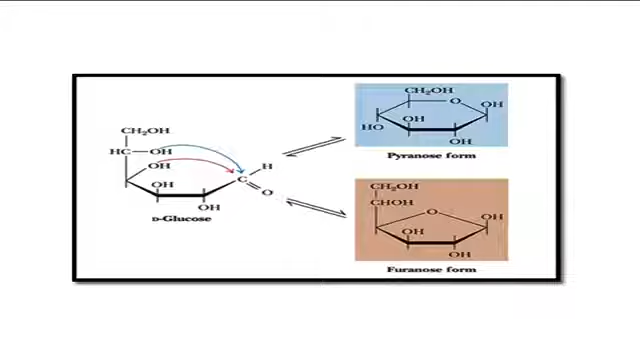 CH₂OH
HC—OH
OH
OH
OH
C
H
O
D-Glucose
CH₂OH
O
OH
OH
HO
OH
Pyranose form
CH₂OH
CHOH
O
OH
OH
OH
Furanose form